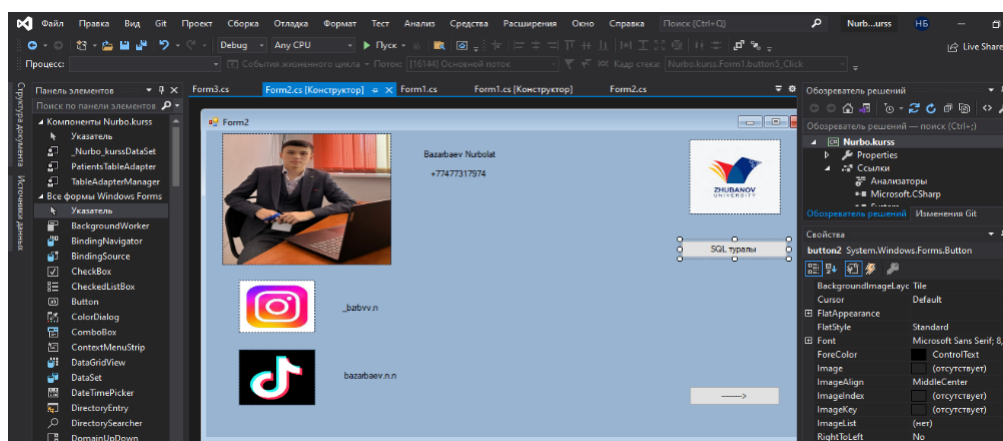 Файл Правка Вид Git Проект Сборка Отладка Формат Тест Анализ Средства Расширения Окно Справка Поиск (Ctrl+Q) Nurb...urss НБ
Debug Any CPU Пуск Live Share
Процесс: События жизненного цикла Поток: [16144] Основной поток Кадр стека: Nurbo.kurss.Form1.button5_Click
Структура документа
Источники данных
Панель элементов
Поиск по панели элементов
Компоненты Nurbo.kurss
Указатель
_Nurbo_kurssDataSet
PatientsTableAdapter
TableAdapterManager
Все формы Windows Forms
Указатель
BackgroundWorker
BindingNavigator
BindingSource
CheckBox
CheckedListBox
Button
ColorDialog
ComboBox
ContextMenuStrip
DataGridView
DataSet
DateTimePicker
DirectoryEntry
DirectorySearcher
DomainUpDown
Form3.cs Form2.cs [Конструктор] Form1.cs Form1.cs [Конструктор] Form2.cs
Form2
Bazarbaev Nurbolat
+77477317974
ZHUBANOV
UNIVERSITY
SQL туралы
_bzbvv.n
bazarbaev.n.n
-------->
Обозреватель решений
Обозреватель решений — поиск (Ctrl+;)
Nurbo.kurss
Properties
Ссылки
Анализаторы
Microsoft.CSharp
System
Обозреватель решений Изменения Git
Свойства
button2 System.Windows.Forms.Button
BackgroundImageLayc Tile
Cursor Default
FlatAppearance
FlatStyle Standard
Font Microsoft Sans Serif; 8,
ForeColor ControlText
Image (отсутствует)
ImageAlign MiddleCenter
ImageIndex (отсутствует)
ImageKey (отсутствует)
ImageList (нет)
RightToLeft No